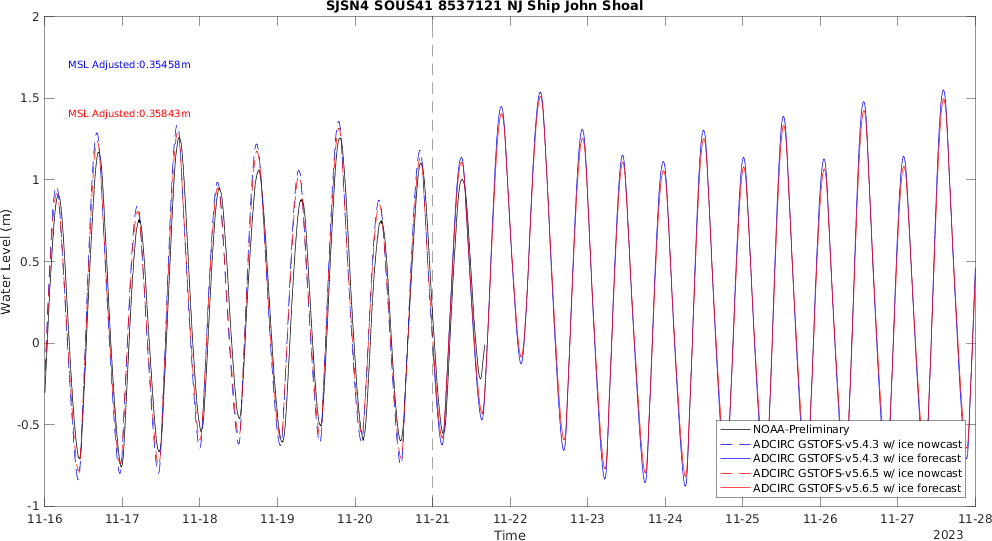 SJSN4 SOUS41 8537121 NJ Ship John Shoal
2
1.5
1
0.5
0
-0.5
-1
Water Level (m)
MSL Adjusted:0.35458m
MSL Adjusted:0.35843m
NOAA-Preliminary
ADCIRC GSTOFS-v5.4.3 w/ ice nowcast
ADCIRC GSTOFS-v5.4.3 w/ ice forecast
ADCIRC GSTOFS-v5.6.5 w/ ice nowcast
ADCIRC GSTOFS-v5.6.5 w/ ice forecast
11-16 11-17 11-18 11-19 11-20 11-21 11-22 11-23 11-24 11-25 11-26 11-27 11-28
Time
2023